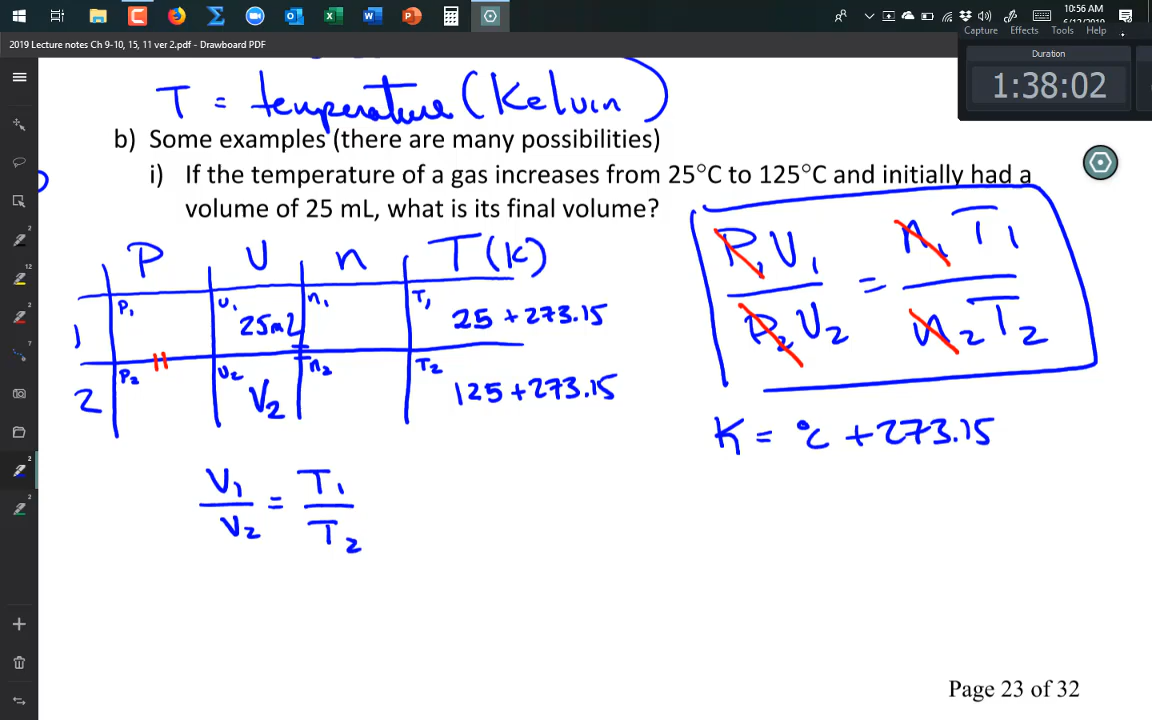 10:56 AM
6/12/2019
2019 Lecture notes Ch 9-10, 15, 11 ver 2.pdf - Drawboard PDF
Capture Effects Tools Help
Duration
1:38:02
T = temperature (Kelvin)
b) Some examples (there are many possibilities)
i) If the temperature of a gas increases from 25°C to 125°C and initially had a
volume of 25 mL, what is its final volume?
P V n T(K)
1 P₁ V₁ 25mL n₁ T₁ 25 + 273.15
2 P₂ V₂ V₂ n₂ T₂ 125 + 273.15
P₁V₁ / P₂V₂ = n₁T₁ / n₂T₂
K = °C + 273.15
V₁ / V₂ = T₁ / T₂
Page 23 of 32